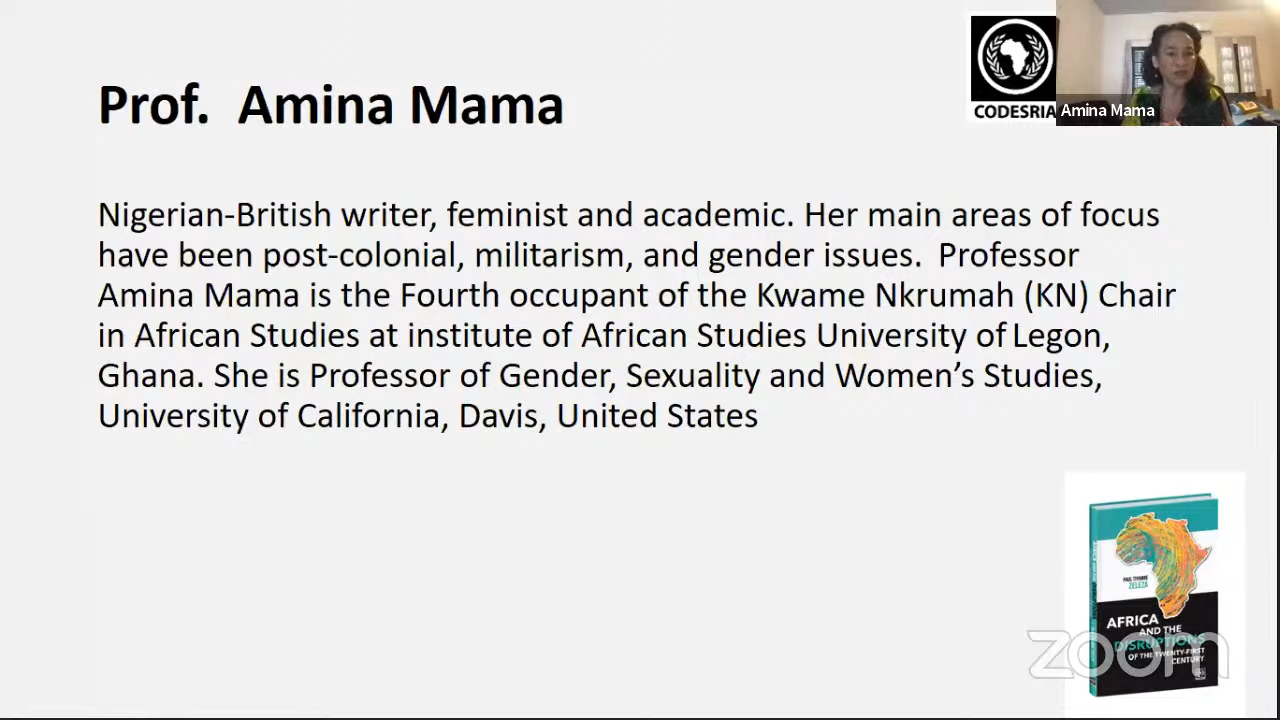 Prof. Amina Mama
CODESRIA
Amina Mama
Nigerian-British writer, feminist and academic. Her main areas of focus
have been post-colonial, militarism, and gender issues. Professor
Amina Mama is the Fourth occupant of the Kwame Nkrumah (KN) Chair
in African Studies at institute of African Studies University of Legon,
Ghana. She is Professor of Gender, Sexuality and Women’s Studies,
University of California, Davis, United States
PAUL TIYAMBE
ZELEZA
AFRICA
AND THE
DISRUPTIONS
OF THE TWENTY-FIRST
CENTURY
zoom